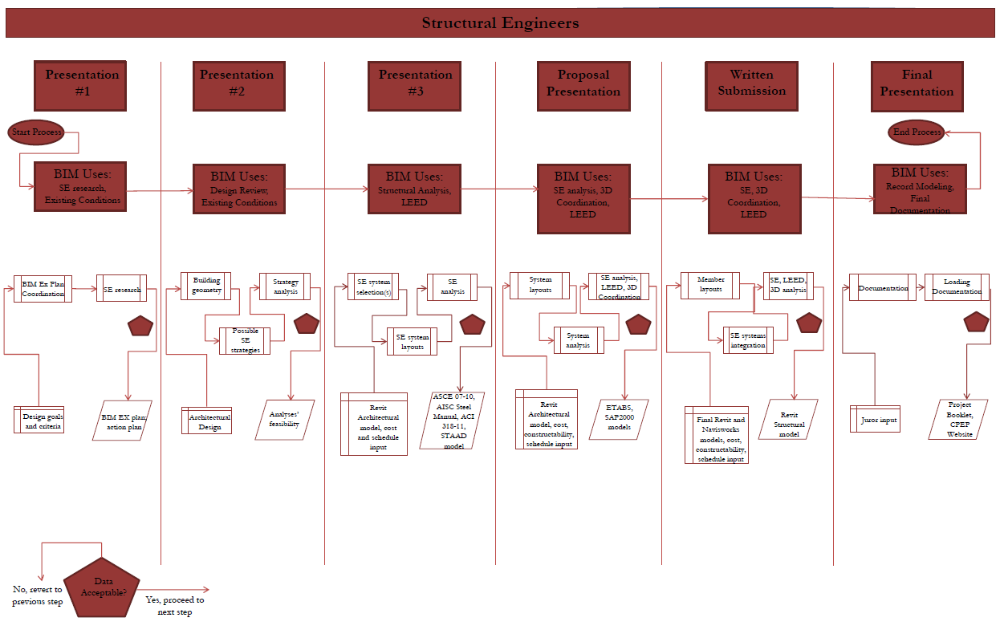 Structural Engineers
Presentation
#1
Presentation
#2
Presentation
#3
Proposal
Presentation
Written
Submission
Final
Presentation
Start Process
End Process
BIM Uses:
SE research,
Existing Conditions
BIM Uses:
Design Review,
Existing Conditions
BIM Uses:
Structural Analysis,
LEED
BIM Uses:
SE analysis, 3D
Coordination,
LEED
BIM Uses:
SE, 3D
Coordination,
LEED
BIM Uses:
Record Modeling,
Final
Documentation
BIM Ex Plan
Coordination
SE research
Design goals
and criteria
BIM EX plan;
action plan
Building
geometry
Strategy
analysis
Possible
SE
strategies
Architectural
Design
Analyses'
feasibility
SE system
selection(s)
SE
analysis
SE system
layouts
Revit
Architectural
model, cost
and schedule
input
ASCE 07-10,
AISC Steel
Manual, ACI
318-11,
STAAD
model
System
layouts
SE analysis,
LEED, 3D
Coordination
System
analysis
Revit
Architectural
model, cost,
constructability,
schedule input
ETABS,
SAP2000
models
Member
layouts
SE, LEED,
3D analysis
SE systems
integration
Final Revit and
Navisworks
models, cost,
constructability,
schedule input
Revit
Structural
model
Documentation
Loading
Documentation
Juror input
Project
Booklet,
CPEP
Website
Data
Acceptable?
No, revert to
previous step
Yes, proceed to
next step